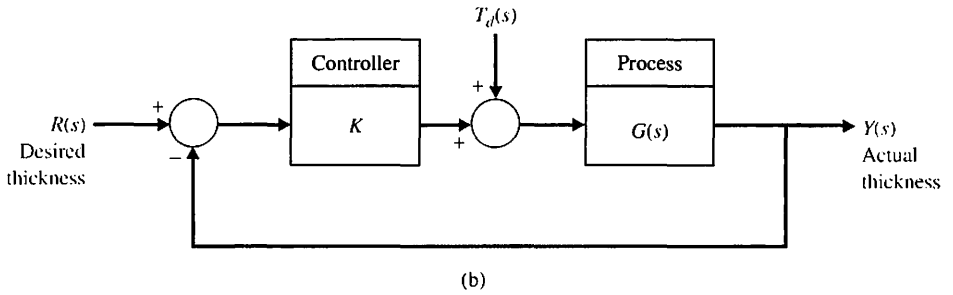 T_d(s)
Controller
Process
+
+
R(s)
K
+
G(s)
Y(s)
Desired
thickness
−
Actual
thickness
(b)